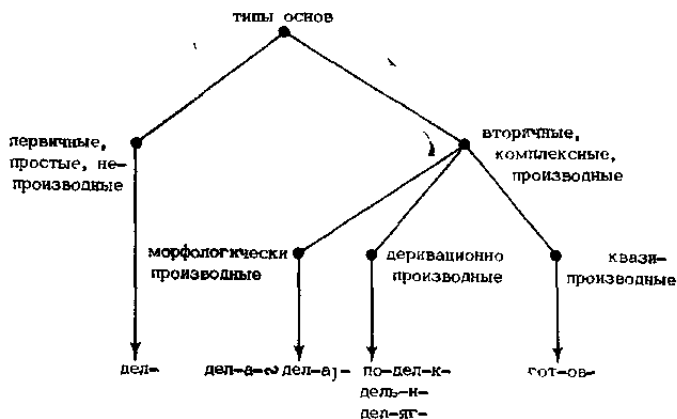 типы основ
первичные,
простые, не-
производные
вторичные,
комплексные,
производные
морфологически
производные
деривационно
производные
квази-
производные
дел-
дел-а-∾дел-аj-
по-дел-к-
дель-н-
дел-яг-
гот-ов-